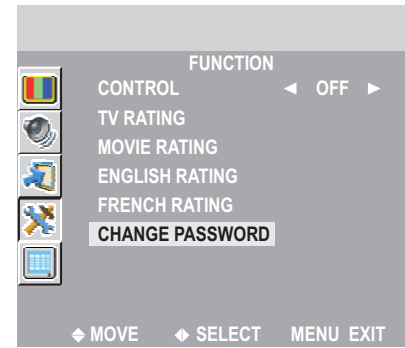 FUNCTION
CONTROL ◄ OFF ►
TV RATING
MOVIE RATING
ENGLISH RATING
FRENCH RATING
CHANGE PASSWORD
MOVE SELECT MENU EXIT